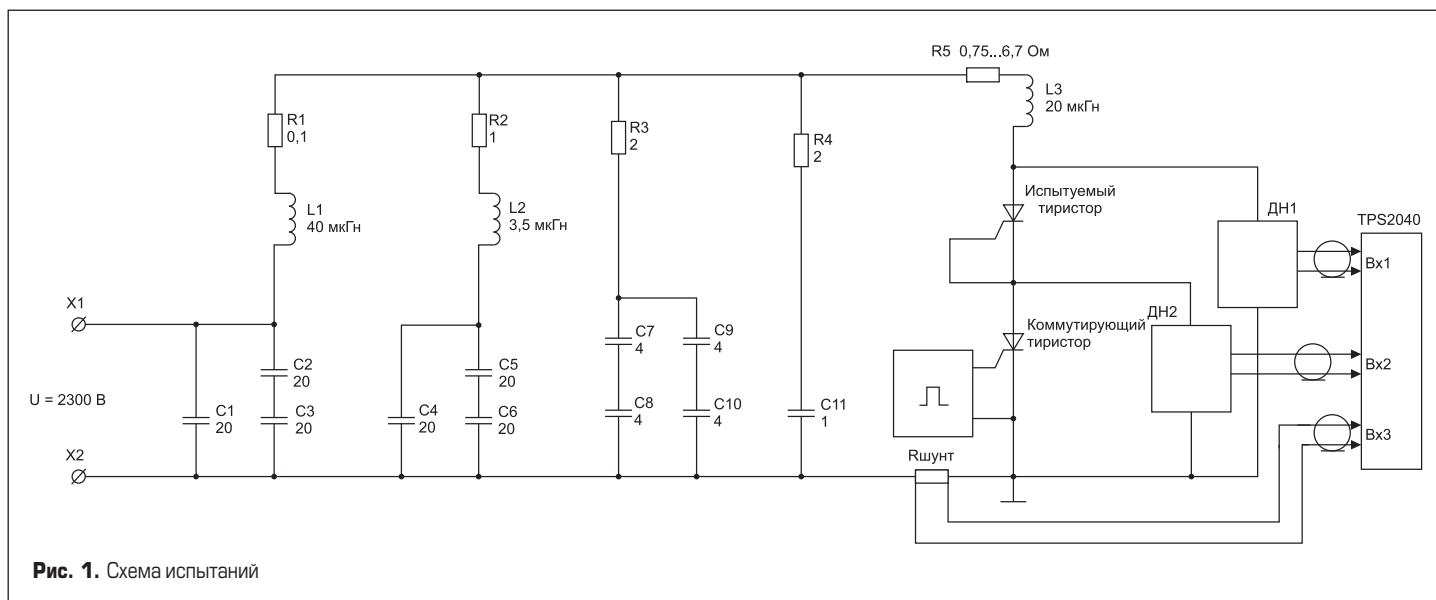 R5 0,75...6,7 Ом
L3
20 мкГн
R1
0,1
R2
1
R3
2
R4
2
L1
40 мкГн
L2
3,5 мкГн
Испытуемый
тиристор
ДН1
TPS2040
Вх1
X1
C2
20
C5
20
C7
4
C9
4
Коммутирующий
тиристор
ДН2
Вх2
U = 2300 В
C1
20
C3
20
C4
20
C6
20
C8
4
C10
4
C11
1
Вх3
X2
Rшунт
Рис. 1. Схема испытаний